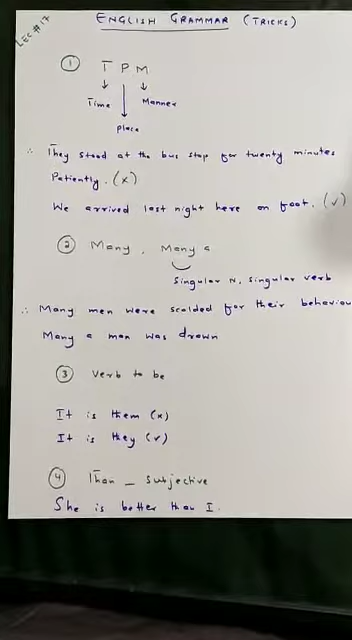 LEC #17
ENGLISH GRAMMAR (TRICKS)
① T P M
Time Manner
Place
∴ They stood at the bus stop for twenty minutes
Patiently. (x)
We arrived last night here on foot. (✓)
② Many, Many a
Singular N, Singular verb
∴ Many men were scolded for their behaviou
Many a man was drown
③ Verb to be
It is them (x)
It is they (✓)
④ Than _ Subjective
She is better than I.